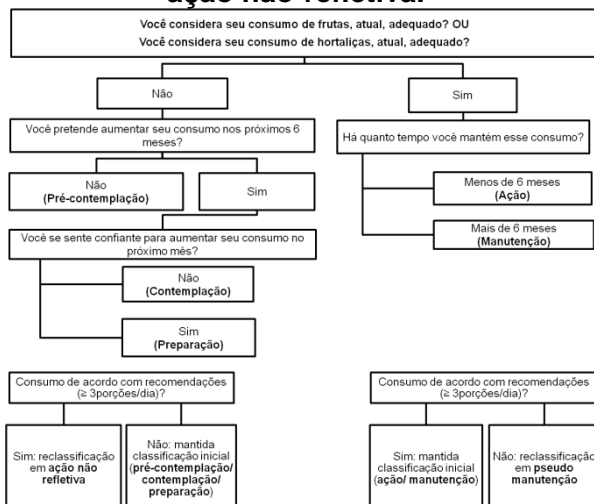 ação não refletiva.
Você considera seu consumo de frutas, atual, adequado? OU
Você considera seu consumo de hortaliças, atual, adequado?
Não
Sim
Você pretende aumentar seu consumo nos próximos 6
meses?
Há quanto tempo você mantém esse consumo?
Não
(Pré-contemplação)
Sim
Menos de 6 meses
(Ação)
Você se sente confiante para aumentar seu consumo no
próximo mês?
Mais de 6 meses
(Manutenção)
Não
(Contemplação)
Sim
(Preparação)
Consumo de acordo com recomendações
(≥ 3porções/dia)?
Sim: reclassificação
em ação não
refletiva
Não: mantida
classificação inicial
(pré-contemplação/
contemplação/
preparação)
Consumo de acordo com recomendações
(≥ 3porções/dia)?
Sim: mantida
classificação inicial
(ação/ manutenção)
Não: reclassificação
em pseudo
manutenção